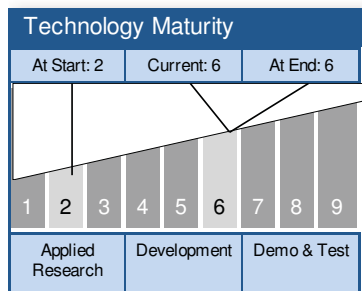 Technology Maturity
At Start: 2 Current: 6 At End: 6
1 2 3 4 5 6 7 8 9
Applied Research Development Demo & Test